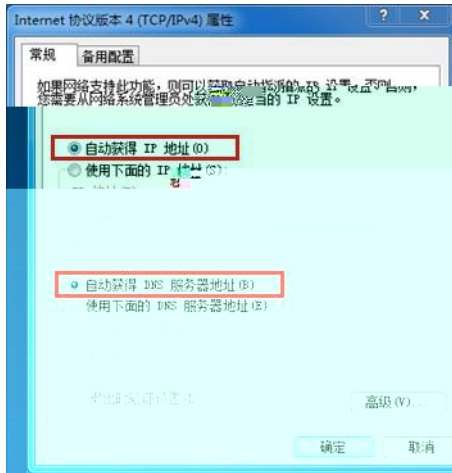 Internet 协议版本 4 (TCP/IPv4) 属性
常规 备用配置
如果网络支持此功能，则可以获取自动指派的 IP 设置。否则，
您需要从网络系统管理员处获得适当的 IP 设置。
自动获得 IP 地址(O)
使用下面的 IP 地址(S):
自动获得 DNS 服务器地址(B)
使用下面的 DNS 服务器地址(E)
高级(V)...
确定 取消